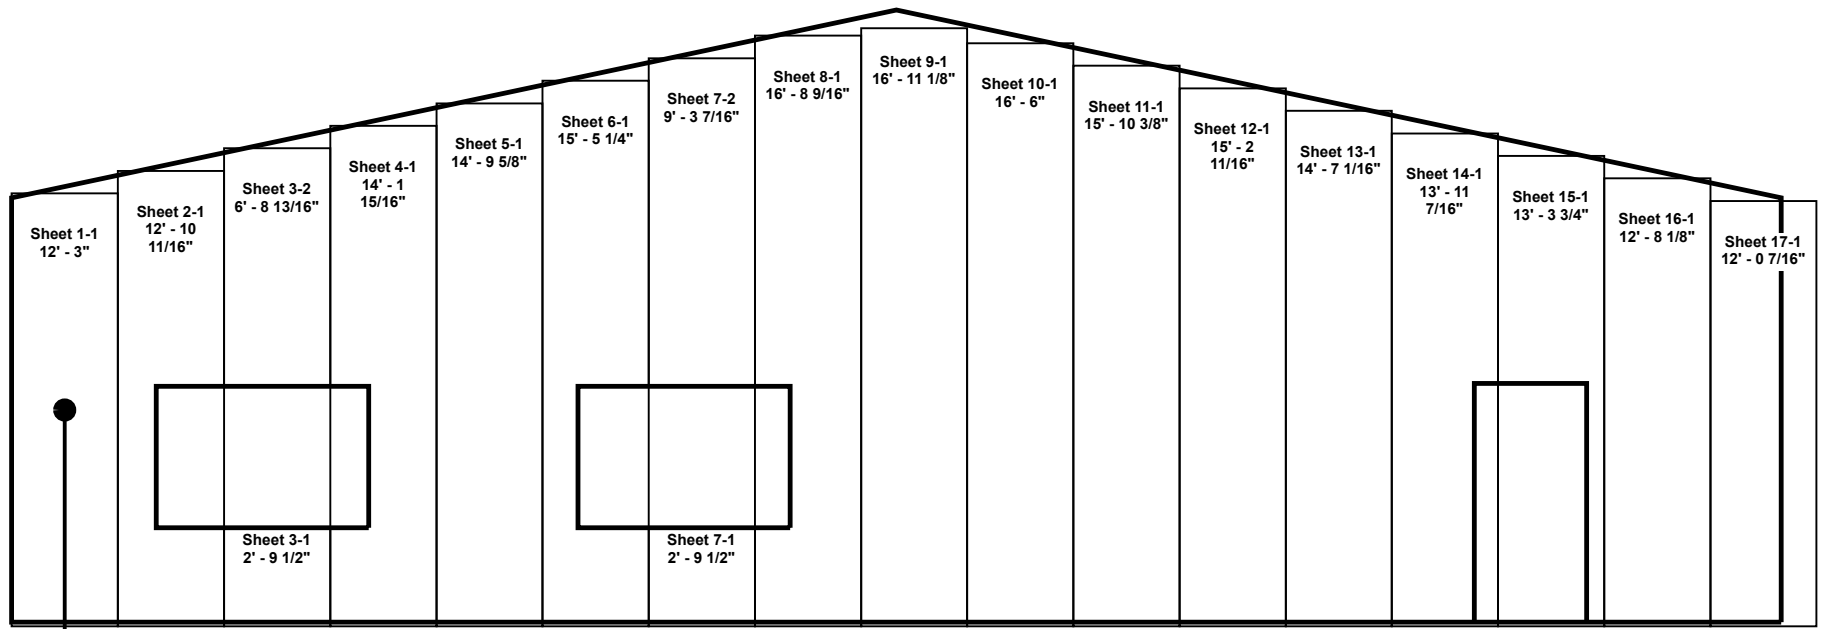 Sheet 1-1
12' - 3"
Sheet 2-1
12' - 10
11/16"
Sheet 3-2
6' - 8 13/16"
Sheet 4-1
14' - 1
15/16"
Sheet 5-1
14' - 9 5/8"
Sheet 6-1
15' - 5 1/4"
Sheet 7-2
9' - 3 7/16"
Sheet 8-1
16' - 8 9/16"
Sheet 9-1
16' - 11 1/8"
Sheet 10-1
16' - 6"
Sheet 11-1
15' - 10 3/8"
Sheet 12-1
15' - 2
11/16"
Sheet 13-1
14' - 7 1/16"
Sheet 14-1
13' - 11
7/16"
Sheet 15-1
13' - 3 3/4"
Sheet 16-1
12' - 8 1/8"
Sheet 17-1
12' - 0 7/16"
Sheet 3-1
2' - 9 1/2"
Sheet 7-1
2' - 9 1/2"